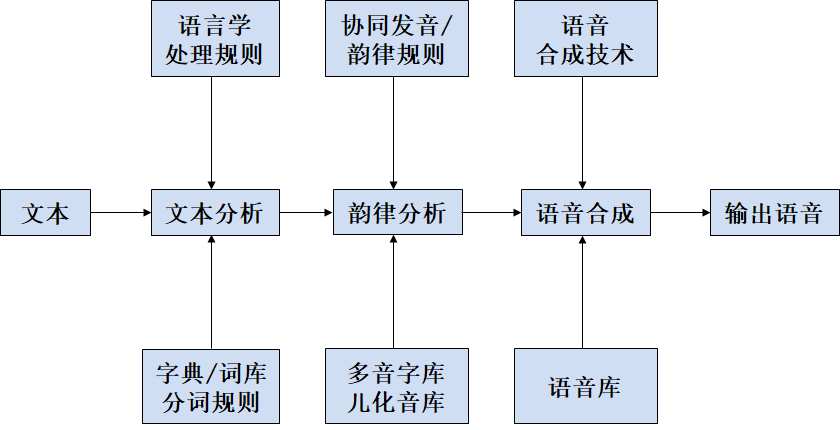 语言学
处理规则
协同发音/
韵律规则
语音
合成技术
文本
文本分析
韵律分析
语音合成
输出语音
字典/词库
分词规则
多音字库
儿化音库
语音库